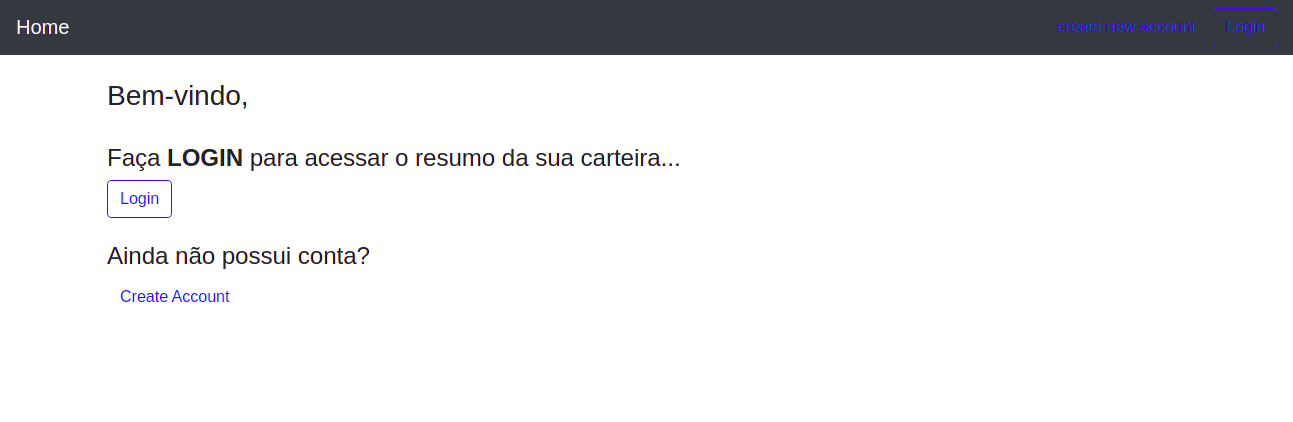 Home
create new account
Login
Bem-vindo,
Faça LOGIN para acessar o resumo da sua carteira...
Login
Ainda não possui conta?
Create Account